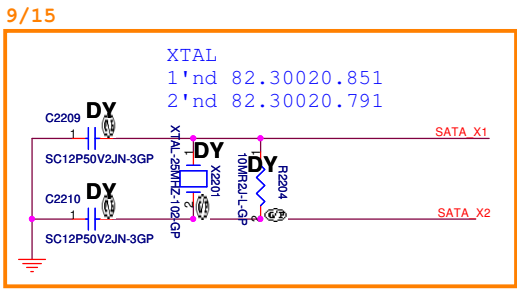 9/15
XTAL
1'nd 82.30020.851
2'nd 82.30020.791
C2209
DY
1
SC12P50V2JN-3GP
SATA_X1
XTAL-25MHZ-102-GP
1
DY
X2201
2
10MR2J-L-GP
1
DY
R2204
2
C2210
DY
1
SC12P50V2JN-3GP
SATA_X2